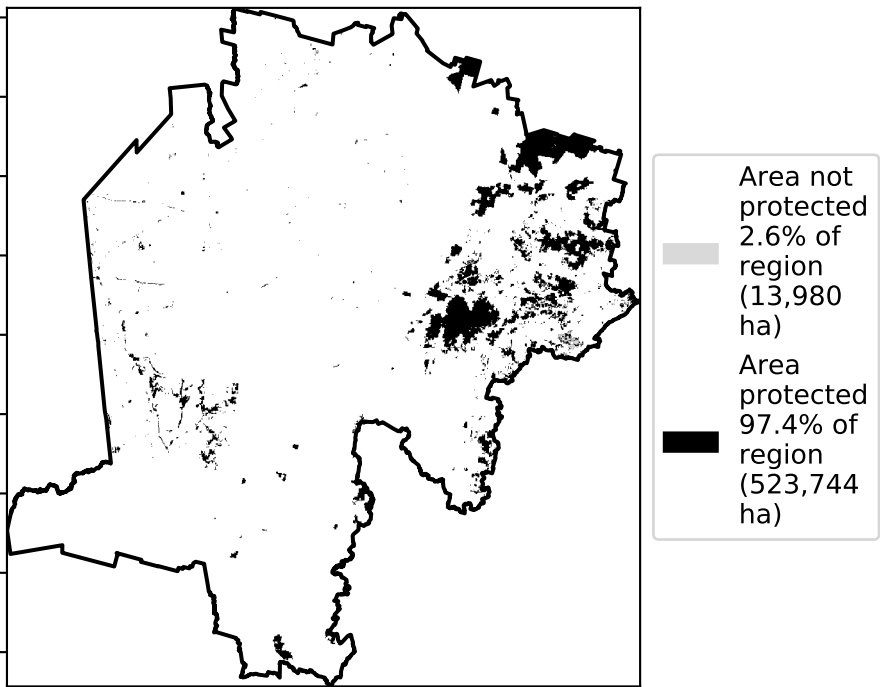 Area not
protected
2.6% of
region
(13,980
ha)
Area
protected
97.4% of
region
(523,744
ha)